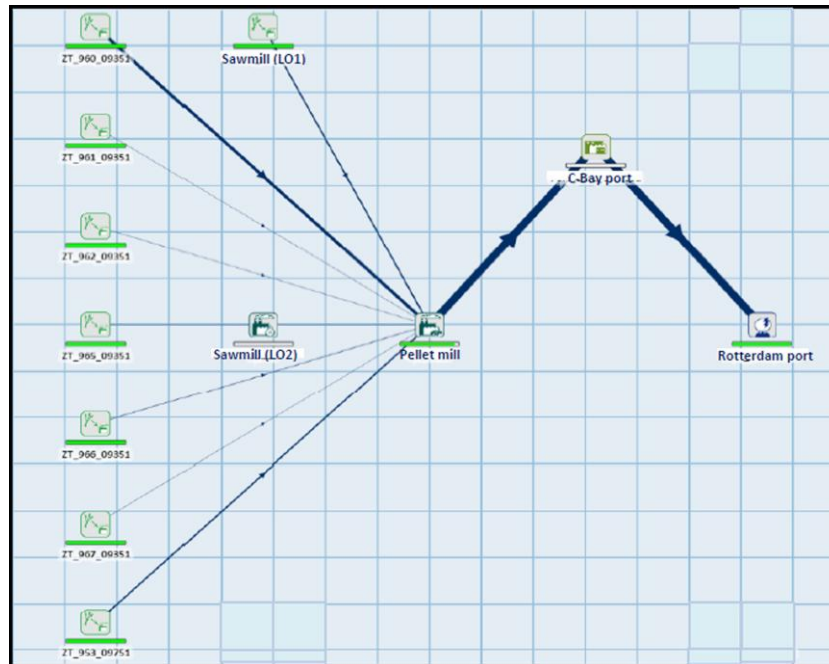 ZT_960_09351
Sawmill (LO1)
ZT_961_09351
C-Bay port
ZT_962_09351
ZT_965_09351
Sawmill (LO2)
Pellet mill
Rotterdam port
ZT_966_09351
ZT_967_09351
ZT_953_09751